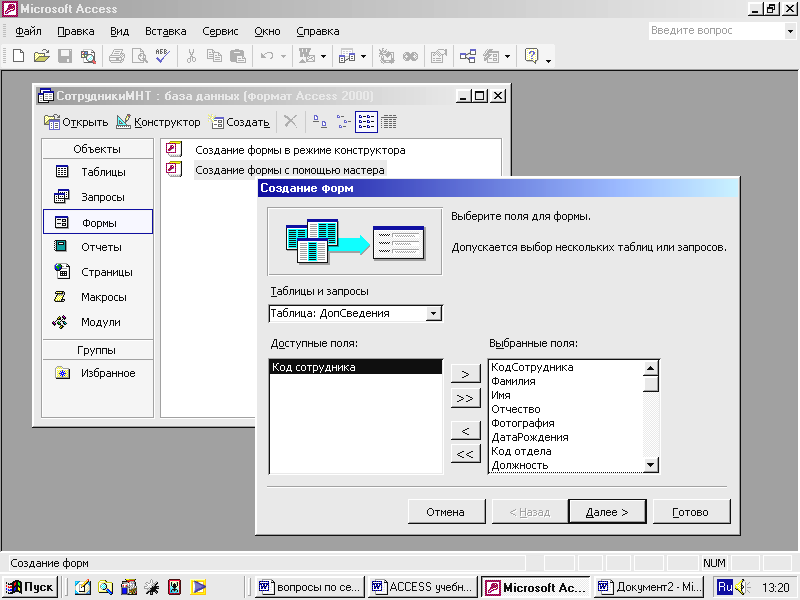 Microsoft Access
Файл Правка Вид Вставка Сервис Окно Справка
Введите вопрос
СотрудникиМНТ : база данных (формат Access 2000)
Открыть Конструктор Создать
Объекты
Таблицы
Запросы
Формы
Отчеты
Страницы
Макросы
Модули
Группы
Избранное
Создание формы в режиме конструктора
Создание формы с помощью мастера
Создание форм
Выберите поля для формы.
Допускается выбор нескольких таблиц или запросов.
Таблицы и запросы
Таблица: ДопСведения
Доступные поля:
Код сотрудника
>
>>
<
<<
Выбранные поля:
КодСотрудника
Фамилия
Имя
Отчество
Фотография
ДатаРождения
Код отдела
Должность
Отмена < Назад Далее > Готово
Создание форм
NUM
Пуск
вопросы по се...
ACCESS учебн...
Microsoft Ac...
Документ2 - Mi...
Ru
13:20